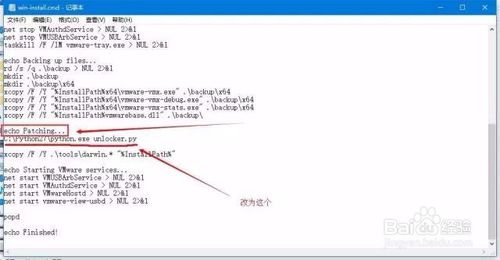 win-install.cmd - 记事本
文件(F) 编辑(E) 格式(O) 查看(V) 帮助(H)
net stop VMAuthdService > NUL 2>&1
net stop VMUSBArbService > NUL 2>&1
taskkill /F /IM vmware-tray.exe > NUL 2>&1
echo Backing up files...
rd /s /q .\backup > NUL 2>&1
mkdir .\backup
mkdir .\backup\x64
xcopy /F /Y "%InstallPath%x64\vmware-vmx.exe" .\backup\x64
xcopy /F /Y "%InstallPath%x64\vmware-vmx-debug.exe" .\backup\x64
xcopy /F /Y "%InstallPath%x64\vmware-vmx-stats.exe" .\backup\x64
xcopy /F /Y "%InstallPath%vmwarebase.dll" .\backup\
echo Patching...
C:\Python27\python.exe unlocker.py
xcopy /F /Y .\tools\darwin.* "%InstallPath%"
echo Starting VMware services...
net start VMUSBArbService > NUL 2>&1
net start VMAuthdService > NUL 2>&1
net start VMwareHostd > NUL 2>&1
net start vmware-view-usbd > NUL 2>&1
改为这个
popd
echo Finished!
Baidu 经验
jingyan.baidu.com